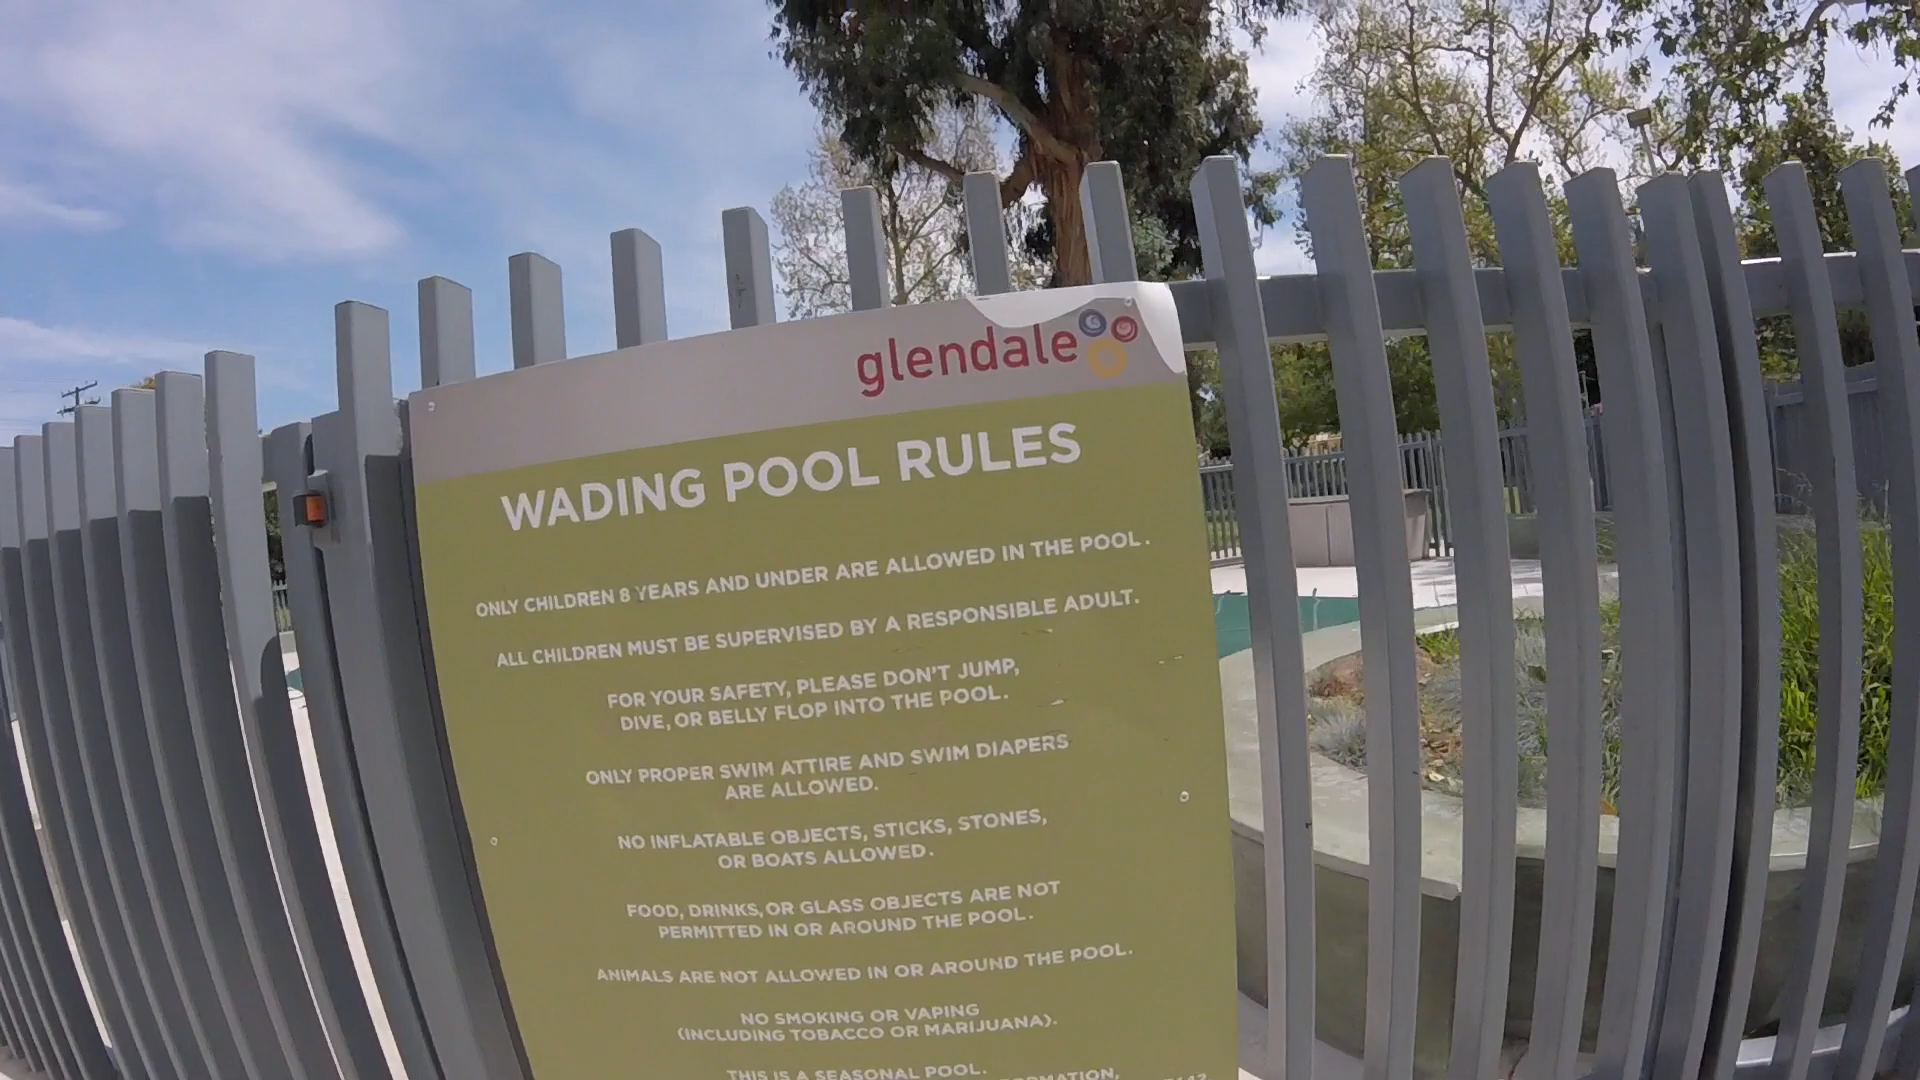 glendale
WADING POOL RULES
ONLY CHILDREN 8 YEARS AND UNDER ARE ALLOWED IN THE POOL.
ALL CHILDREN MUST BE SUPERVISED BY A RESPONSIBLE ADULT.
FOR YOUR SAFETY, PLEASE DON'T JUMP,
DIVE, OR BELLY FLOP INTO THE POOL.
ONLY PROPER SWIM ATTIRE AND SWIM DIAPERS
ARE ALLOWED.
NO INFLATABLE OBJECTS, STICKS, STONES,
OR BOATS ALLOWED.
FOOD, DRINKS, OR GLASS OBJECTS ARE NOT
PERMITTED IN OR AROUND THE POOL.
ANIMALS ARE NOT ALLOWED IN OR AROUND THE POOL.
NO SMOKING OR VAPING
(INCLUDING TOBACCO OR MARIJUANA).
THIS IS A SEASONAL POOL.